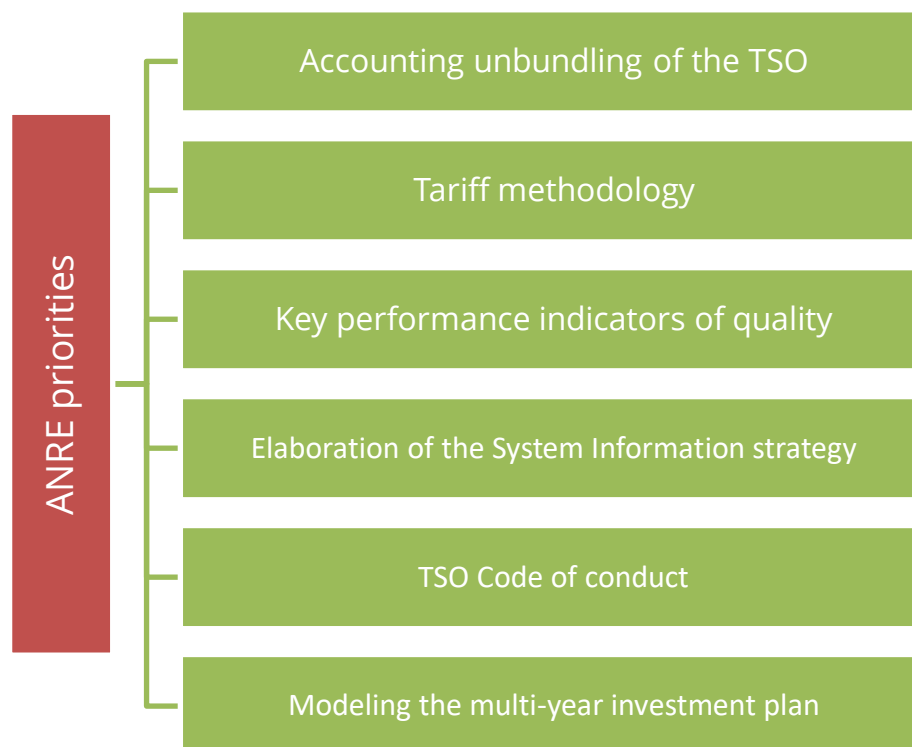 ANRE priorities
Accounting unbundling of the TSO
Tariff methodology
Key performance indicators of quality
Elaboration of the System Information strategy
TSO Code of conduct
Modeling the multi-year investment plan